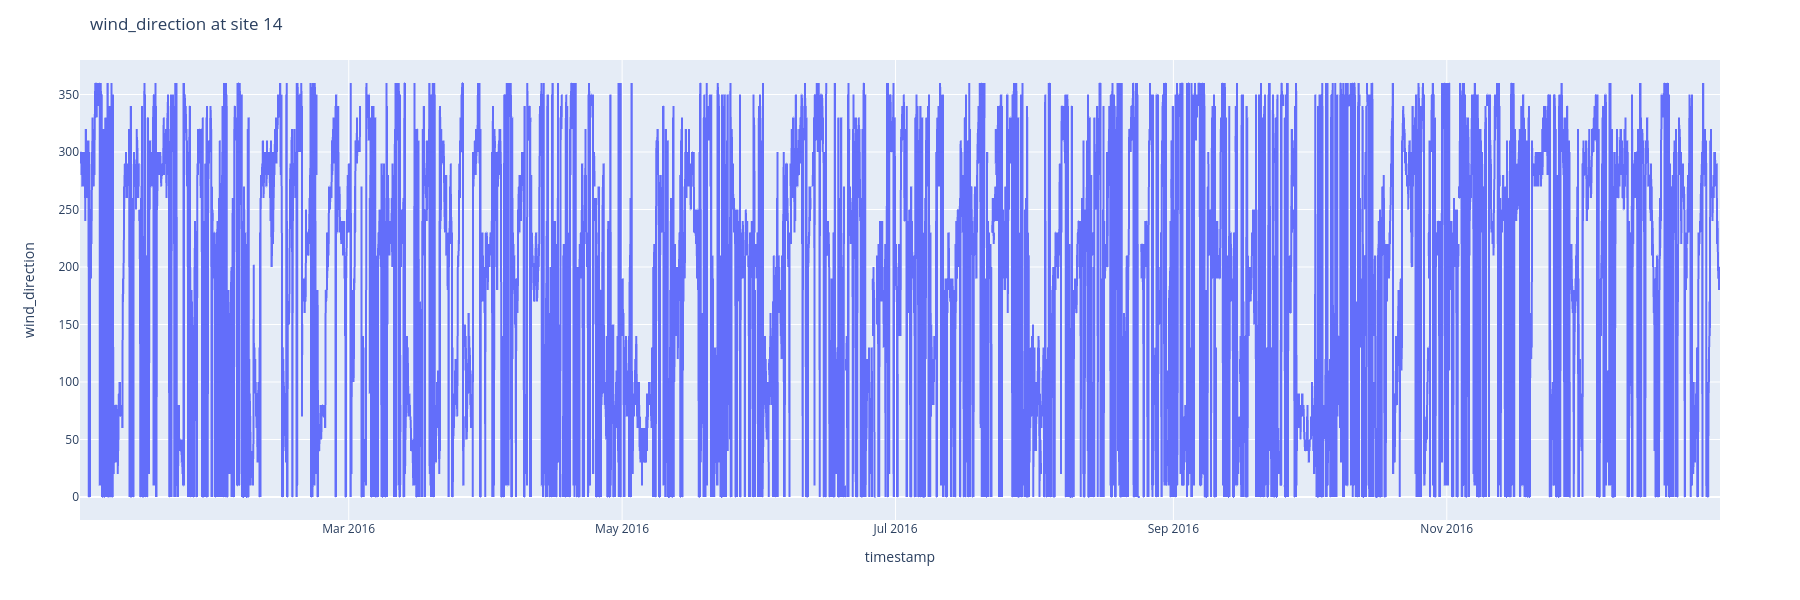 wind_direction at site 14
wind_direction
350
300
250
200
150
100
50
0
Mar 2016
May 2016
Jul 2016
Sep 2016
Nov 2016
timestamp